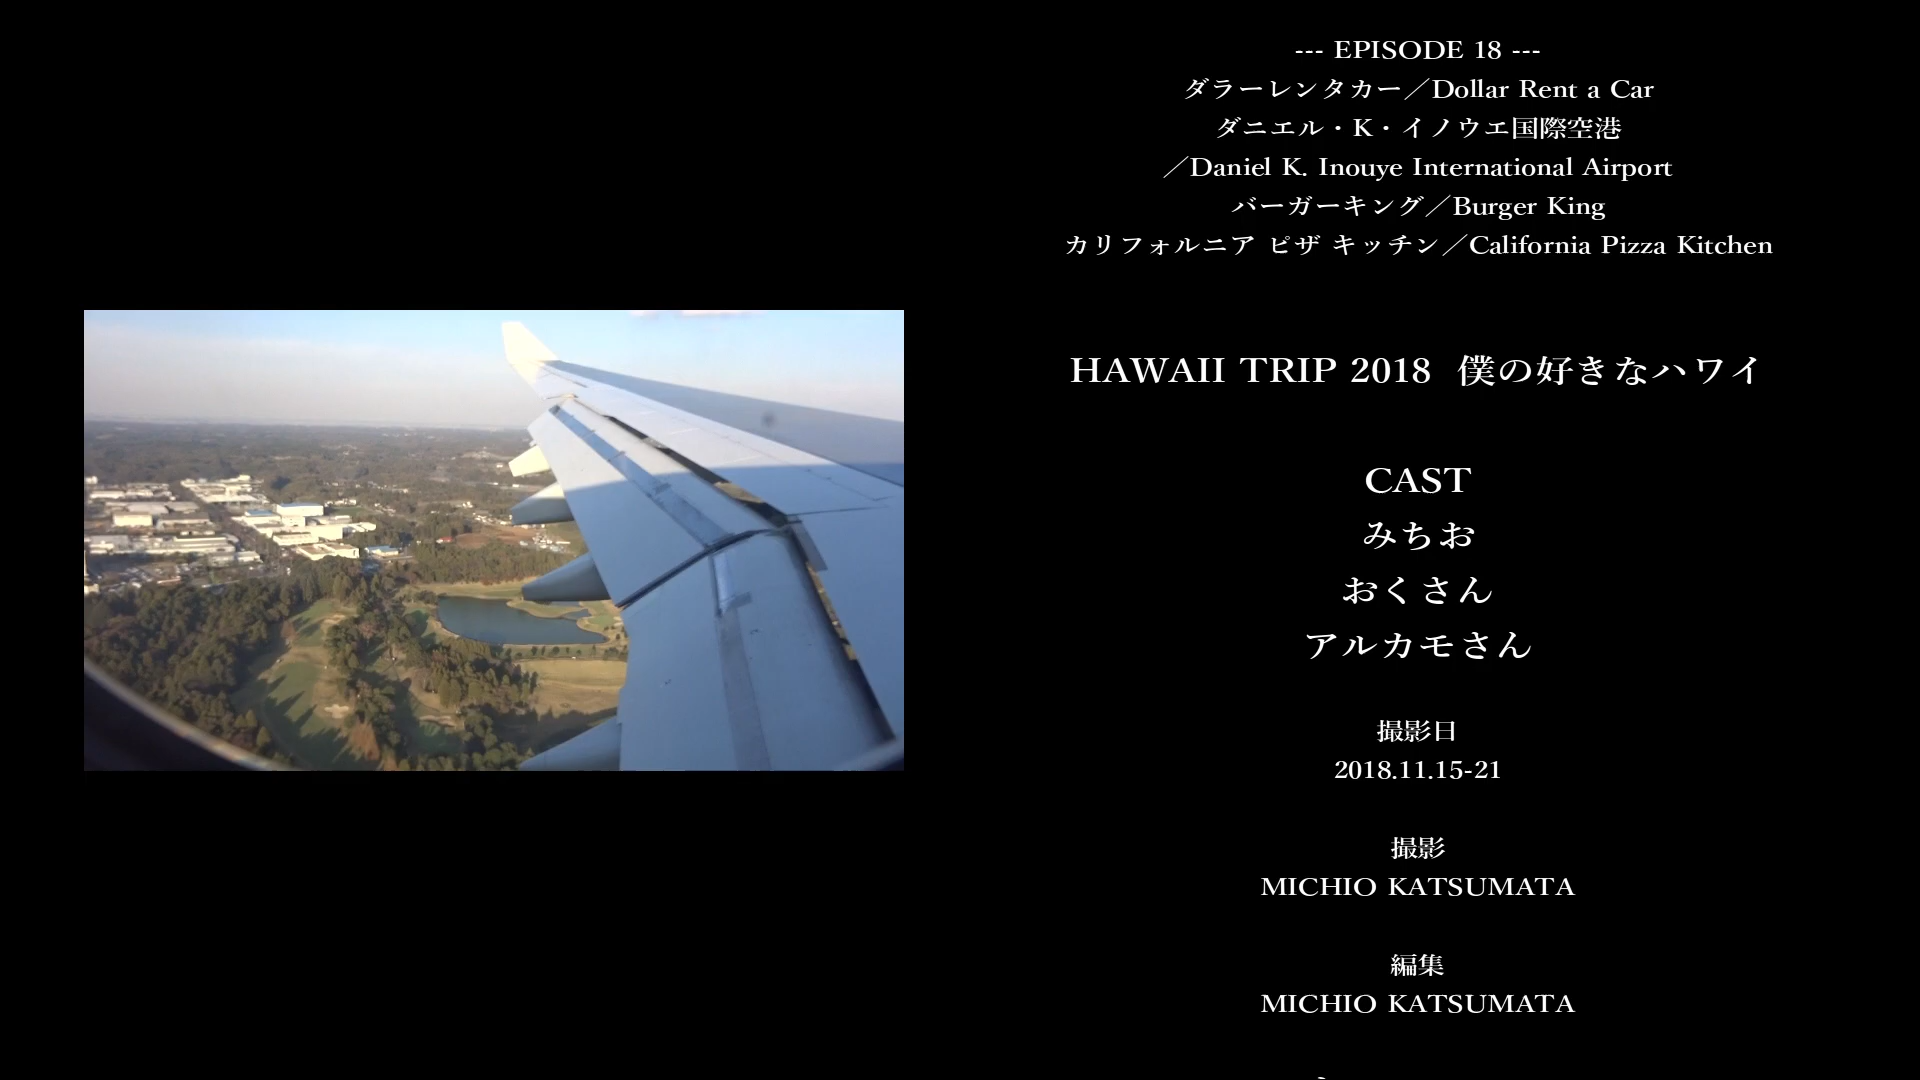 --- EPISODE 18 ---
ダラーレンタカー／Dollar Rent a Car
ダニエル・K・イノウエ国際空港
／Daniel K. Inouye International Airport
バーガーキング／Burger King
カリフォルニア ピザ キッチン／California Pizza Kitchen
HAWAII TRIP 2018 僕の好きなハワイ
CAST
みちお
おくさん
アルカモさん
撮影日
2018.11.15-21
撮影
MICHIO KATSUMATA
編集
MICHIO KATSUMATA